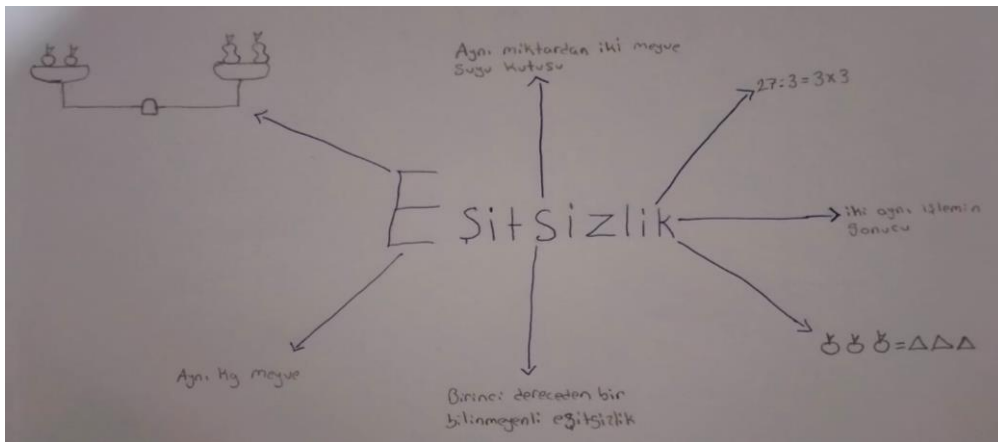 Aynı miktardan iki meyve
suyu kutusu
27:3=3x3
Eşitsizlik
iki aynı işlemin
sonucu
=
Aynı kg meyve
Birinci dereceden bir
bilinmeyenli eşitsizlik